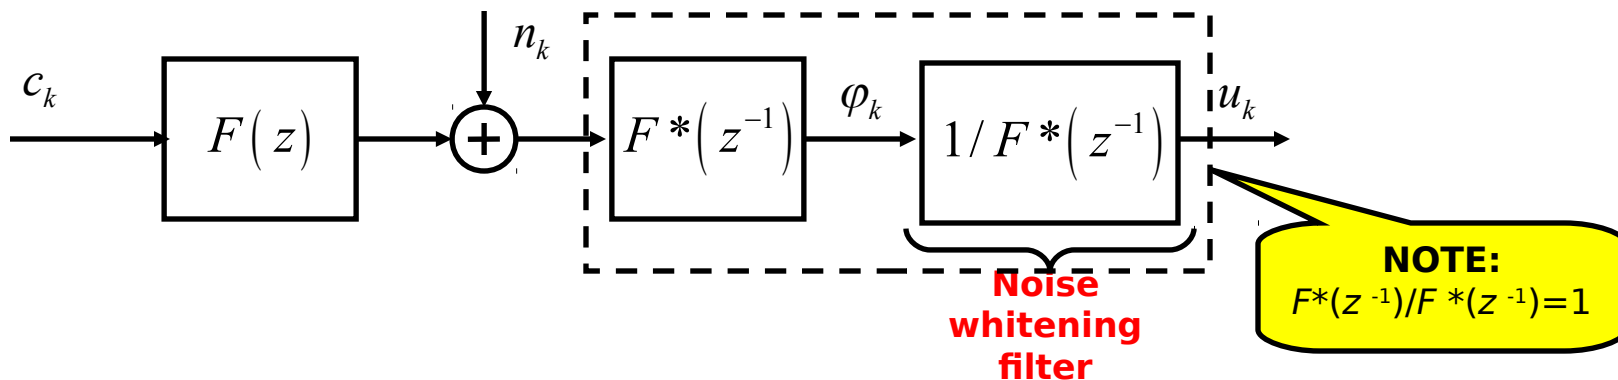 c_k
F(z)
+
n_k
F*(z^{-1})
φ_k
1/F*(z^{-1})
u_k
Noise
whitening
filter
NOTE:
F*(z -1)/F *(z -1)=1